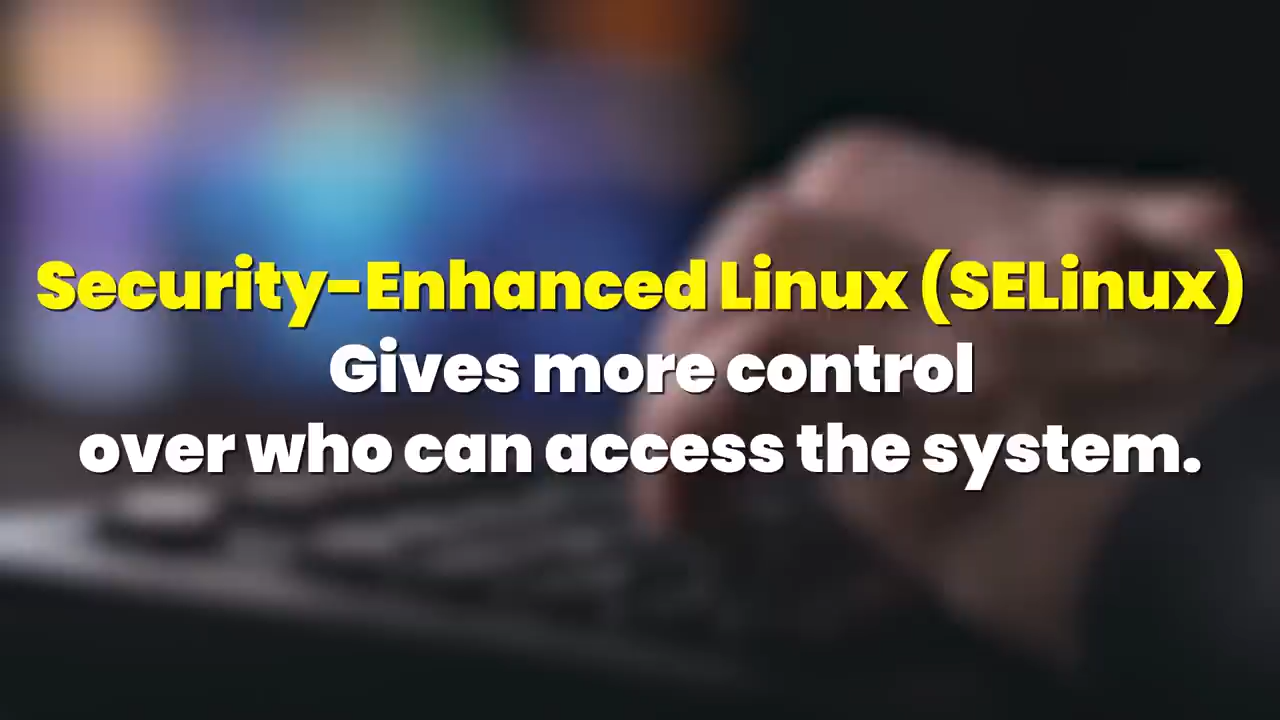 Security-Enhanced Linux (SELinux)
Gives more control
over who can access the system.